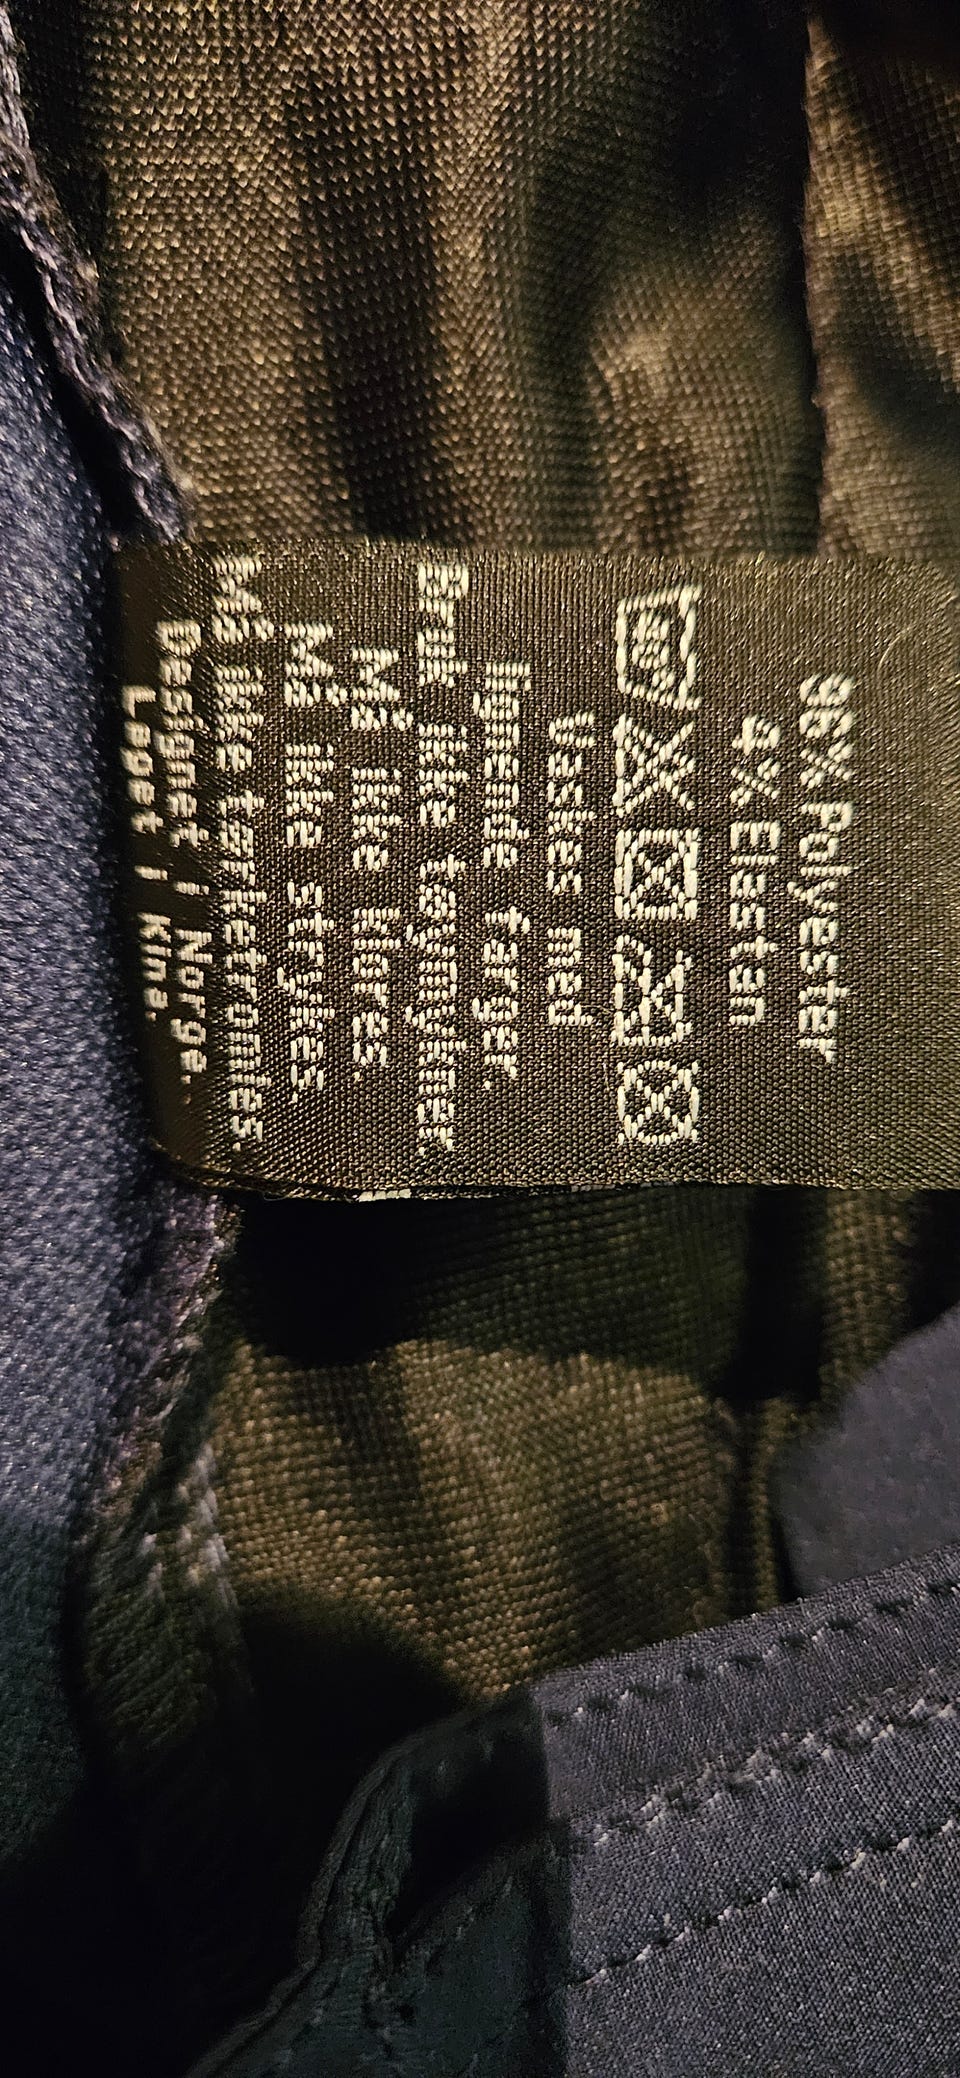 96% Polyester
4% Elastan
Vaskes med
lignende farger.
Bruk ikke tøymykner.
Må ikke klores.
Må ikke strykes.
Må ikke tørketromles.
Designet i Norge.
Laget i Kina.